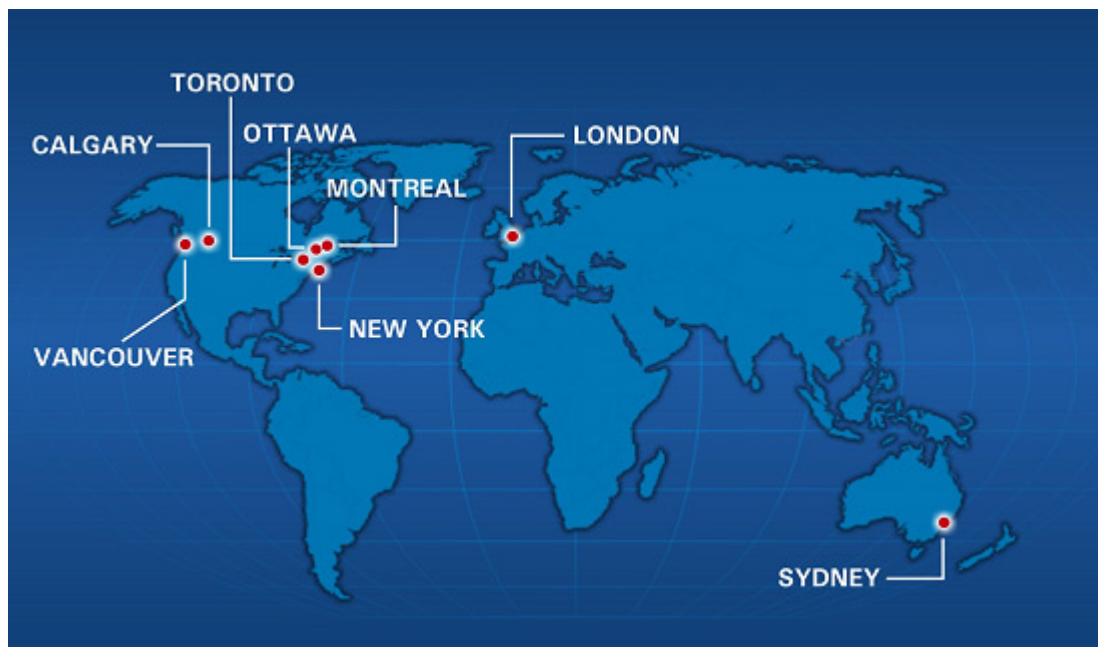 TORONTO
OTTAWA
LONDON
CALGARY
MONTREAL
NEW YORK
VANCOUVER
SYDNEY